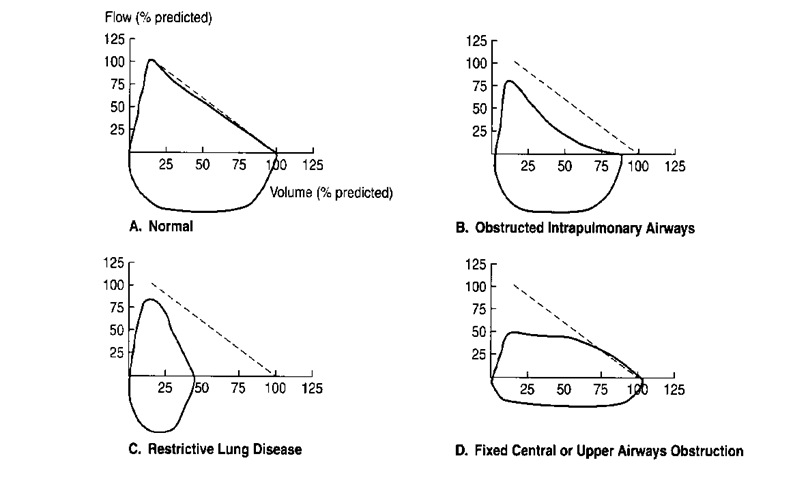 Flow (% predicted)
125
100
75
50
25
25 50 75 100 125
Volume (% predicted)
A. Normal
125
100
75
50
25
25 50 75 100 125
B. Obstructed Intrapulmonary Airways
125
100
75
50
25
25 50 75 100 125
C. Restrictive Lung Disease
125
100
75
50
25
25 50 75 100 125
D. Fixed Central or Upper Airways Obstruction